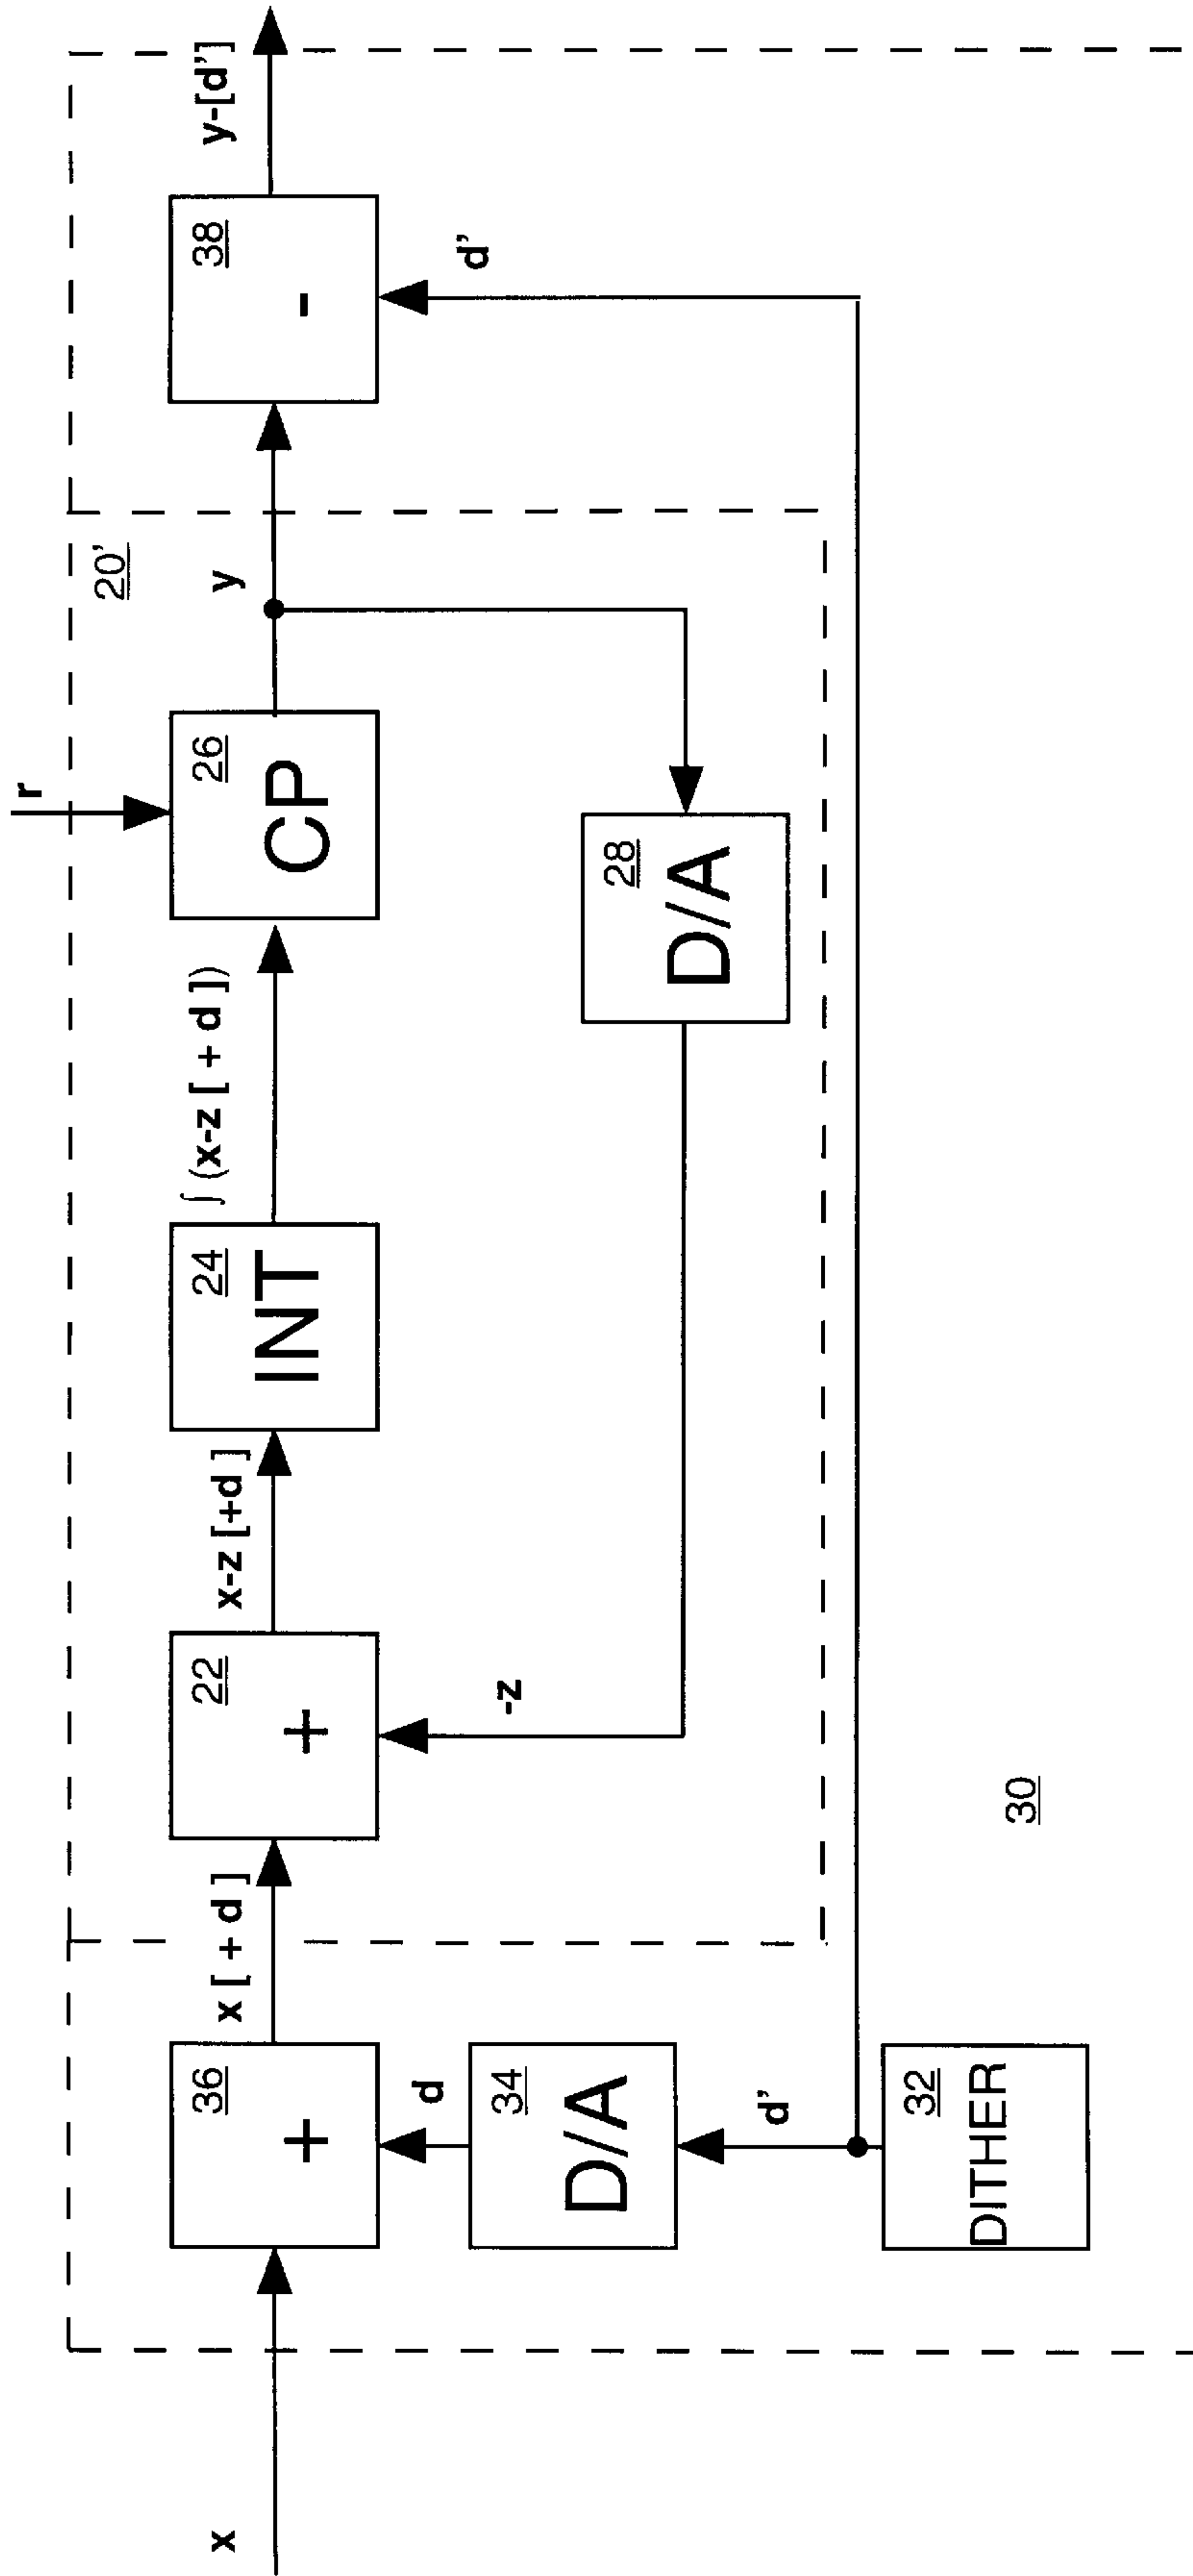 x
36
+
x [ + d ]
d
34
D/A
d'
32
DITHER
22
+
x-z [+d ]
-z
24
INT
∫ (x-z [ + d ])
r
26
CP
y
20'
28
D/A
38
-
y-[d']
d'
30